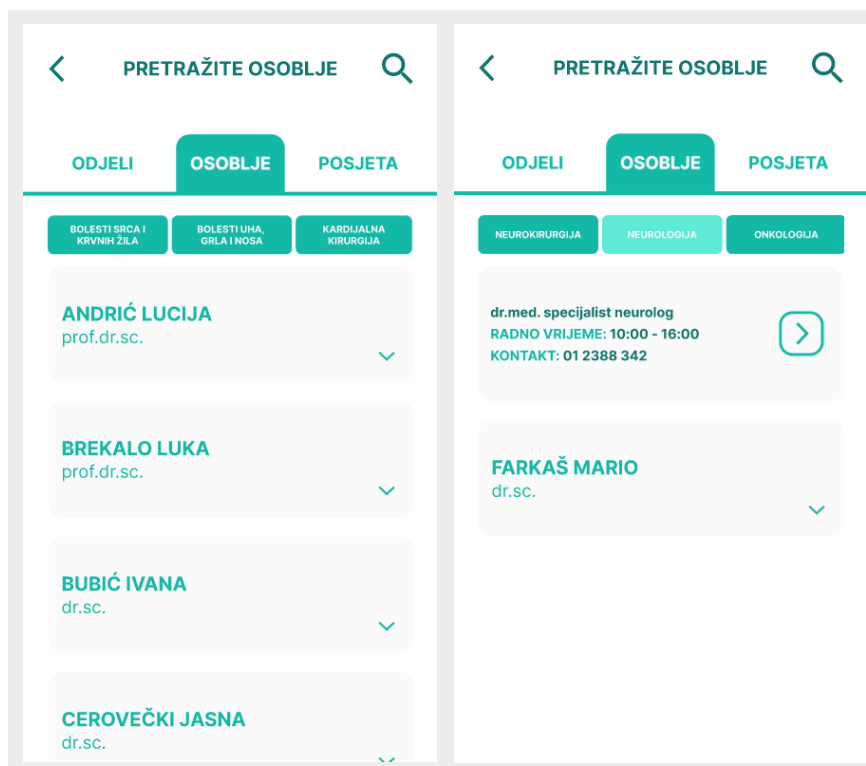 PRETRAŽITE OSOBLJE
ODJELI
OSOBLJE
POSJETA
BOLESTI SRCA I
KRVNIH ŽILA
BOLESTI UHA,
GRLA I NOSA
KARDIJALNA
KIRURGIJA
ANDRIĆ LUCIJA
prof.dr.sc.
BREKALO LUKA
prof.dr.sc.
BUBIĆ IVANA
dr.sc.
CEROVEČKI JASNA
dr.sc.
PRETRAŽITE OSOBLJE
ODJELI
OSOBLJE
POSJETA
NEUROKIRURGIJA
NEUROLOGIJA
ONKOLOGIJA
dr.med. specijalist neurolog
RADNO VRIJEME: 10:00 - 16:00
KONTAKT: 01 2388 342
FARKAŠ MARIO
dr.sc.